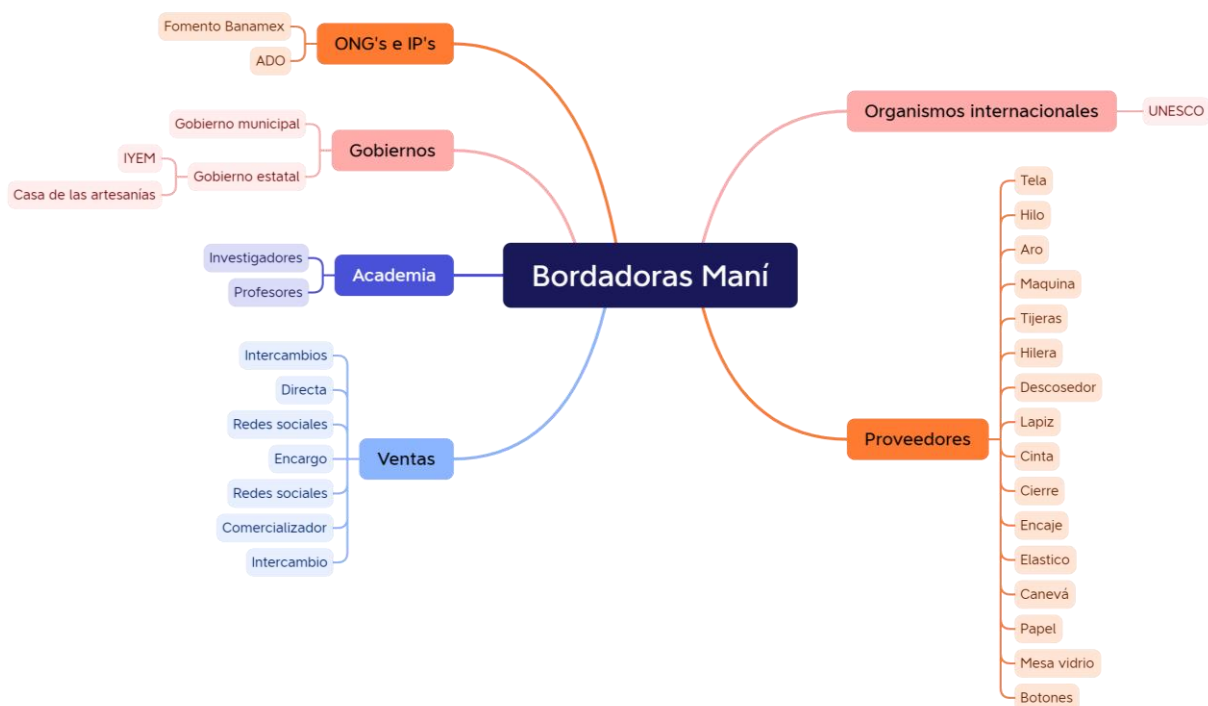 Fomento Banamex
ADO
ONG's e IP's
Gobierno municipal
IYEM
Casa de las artesanías
Gobierno estatal
Gobiernos
Investigadores
Profesores
Academia
Intercambios
Directa
Redes sociales
Encargo
Redes sociales
Comercializador
Intercambio
Ventas
Bordadoras Maní
Organismos internacionales
UNESCO
Proveedores
Tela
Hilo
Aro
Maquina
Tijeras
Hilera
Descosedor
Lapiz
Cinta
Cierre
Encaje
Elastico
Canevá
Papel
Mesa vidrio
Botones